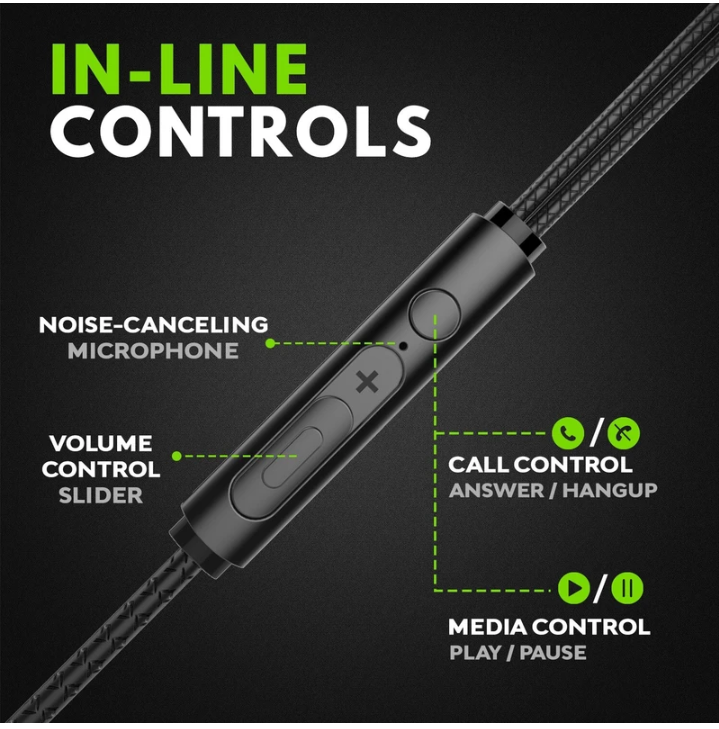 IN-LINE
CONTROLS
NOISE-CANCELING
MICROPHONE
VOLUME
CONTROL
SLIDER
/
CALL CONTROL
ANSWER / HANGUP
/
MEDIA CONTROL
PLAY / PAUSE